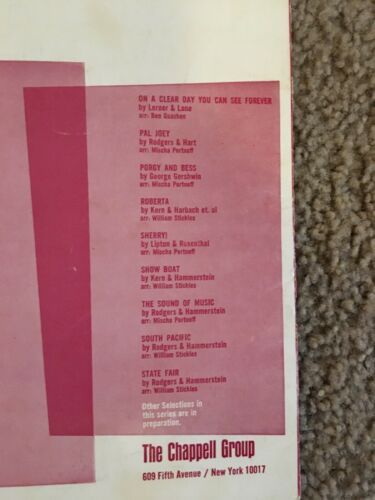 ON A CLEAR DAY YOU CAN SEE FOREVER
by Lerner & Lane
arr: Ben Guashen
PAL JOEY
by Rodgers & Hart
arr: Mischa Portnoff
PORGY AND BESS
by George Gershwin
arr: Mischa Portnoff
ROBERTA
by Kern & Harbach et. al
arr: William Stickles
SHERRY!
by Lipton & Rosenthal
arr: Mischa Portnoff
SHOW BOAT
by Kern & Hammerstein
arr: William Stickles
THE SOUND OF MUSIC
by Rodgers & Hammerstein
arr: Mischa Portnoff
SOUTH PACIFIC
by Rodgers & Hammerstein
arr: William Stickles
STATE FAIR
by Rodgers & Hammerstein
arr: William Stickles
Other Selections in
this series are in
preparation.
The Chappell Group
609 Fifth Avenue / New York 10017